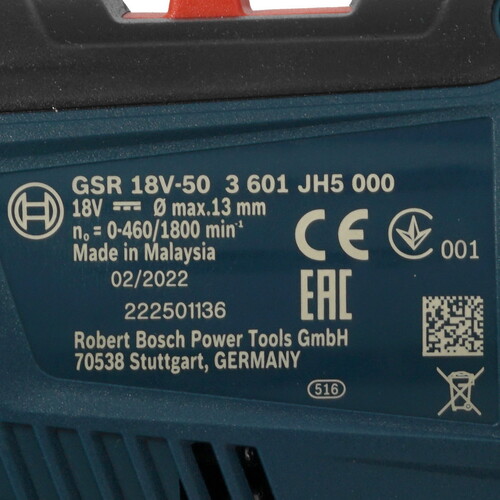 GSR 18V-50 3 601 JH5 000
18V ⎓ Ø max.13 mm
n₀ = 0-460/1800 min⁻¹
Made in Malaysia
02/2022
222501136
CE
001
EAC
Robert Bosch Power Tools GmbH
70538 Stuttgart, GERMANY
516